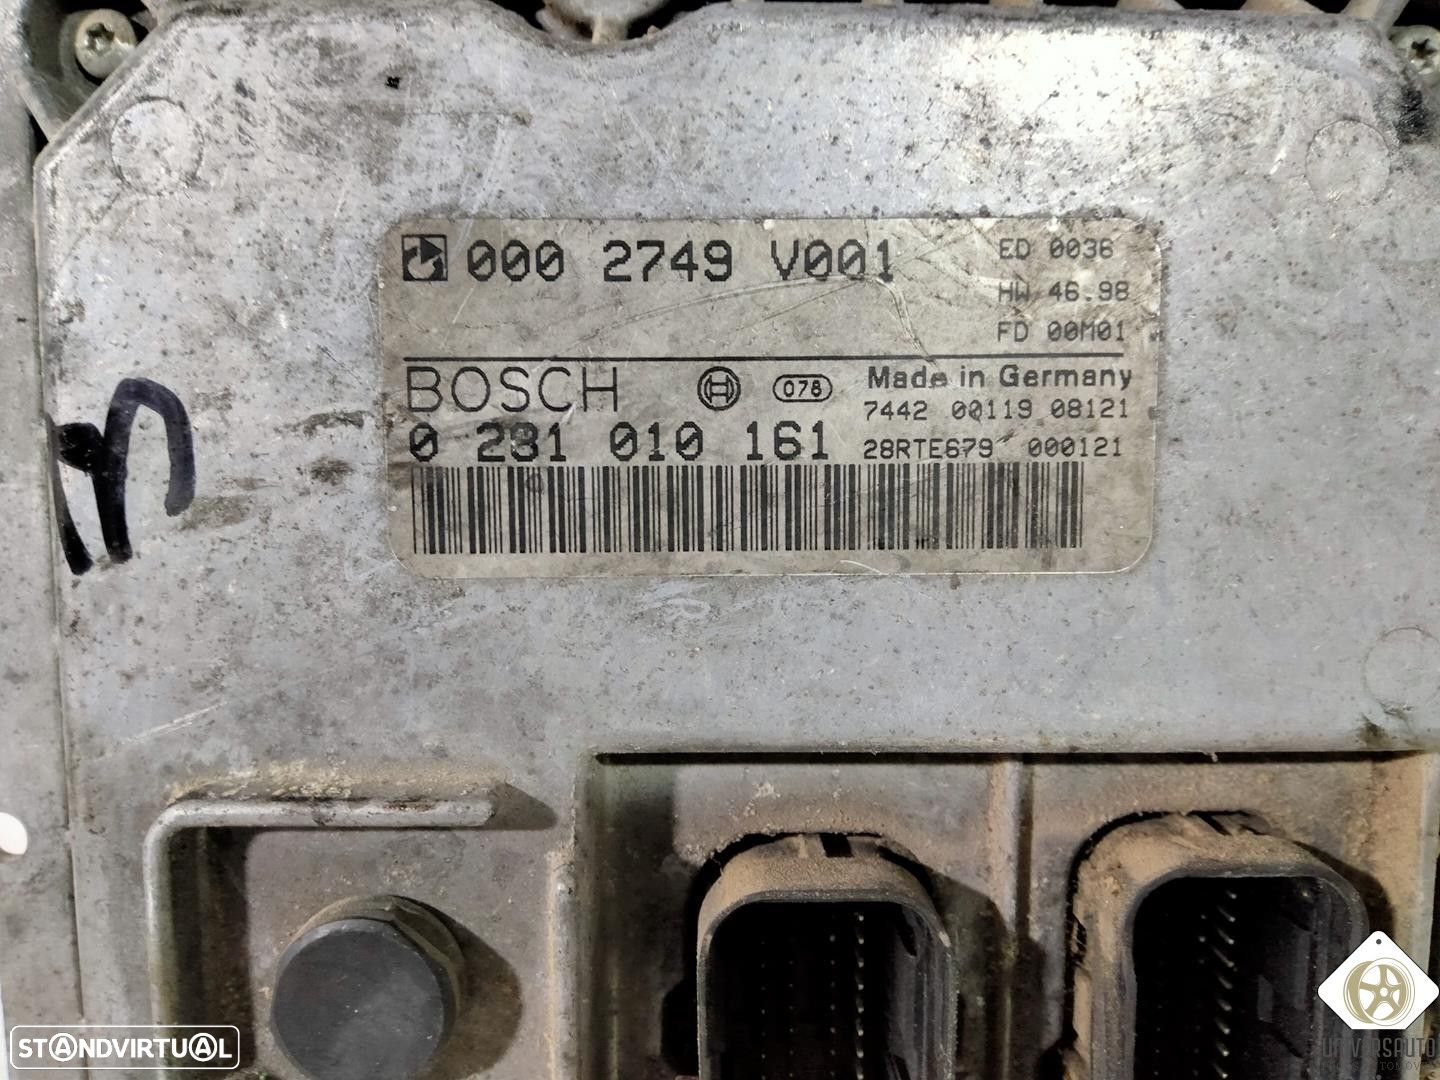 000 2749 V001
ED 0036
HW 46.98
FD 00M01
BOSCH
078
Made in Germany
0 281 010 161
7442 00119 08121
28RTE679 000121
m
STANDVIRTUAL
UNIVERSAUTO